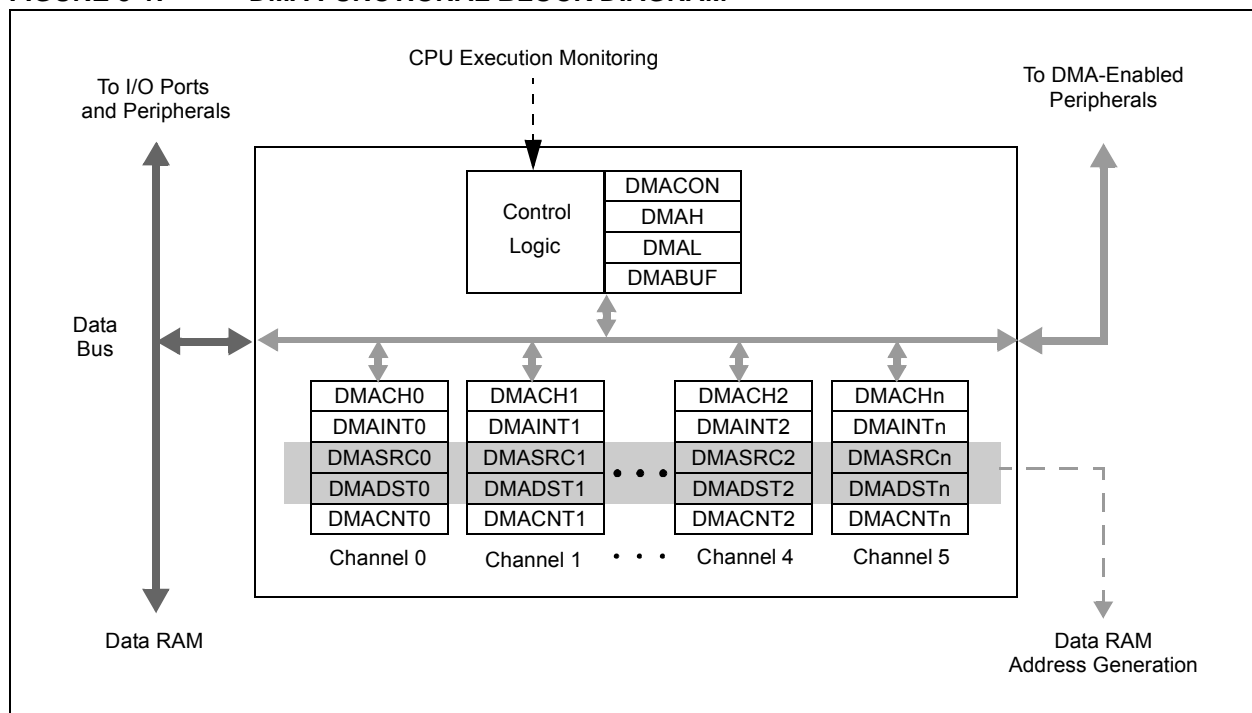 CPU Execution Monitoring
To I/O Ports
and Peripherals
To DMA-Enabled
Peripherals
Control
Logic
DMACON
DMAH
DMAL
DMABUF
Data
Bus
DMACH0
DMAINT0
DMASRC0
DMADST0
DMACNT0
Channel 0
DMACH1
DMAINT1
DMASRC1
DMADST1
DMACNT1
Channel 1
DMACH2
DMAINT2
DMASRC2
DMADST2
DMACNT2
Channel 4
DMACHn
DMAINTn
DMASRCn
DMADSTn
DMACNTn
Channel 5
Data RAM
Data RAM
Address Generation